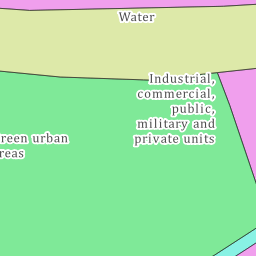 Water
Industrial,
commercial,
public,
military and
private units
reen urban
reas